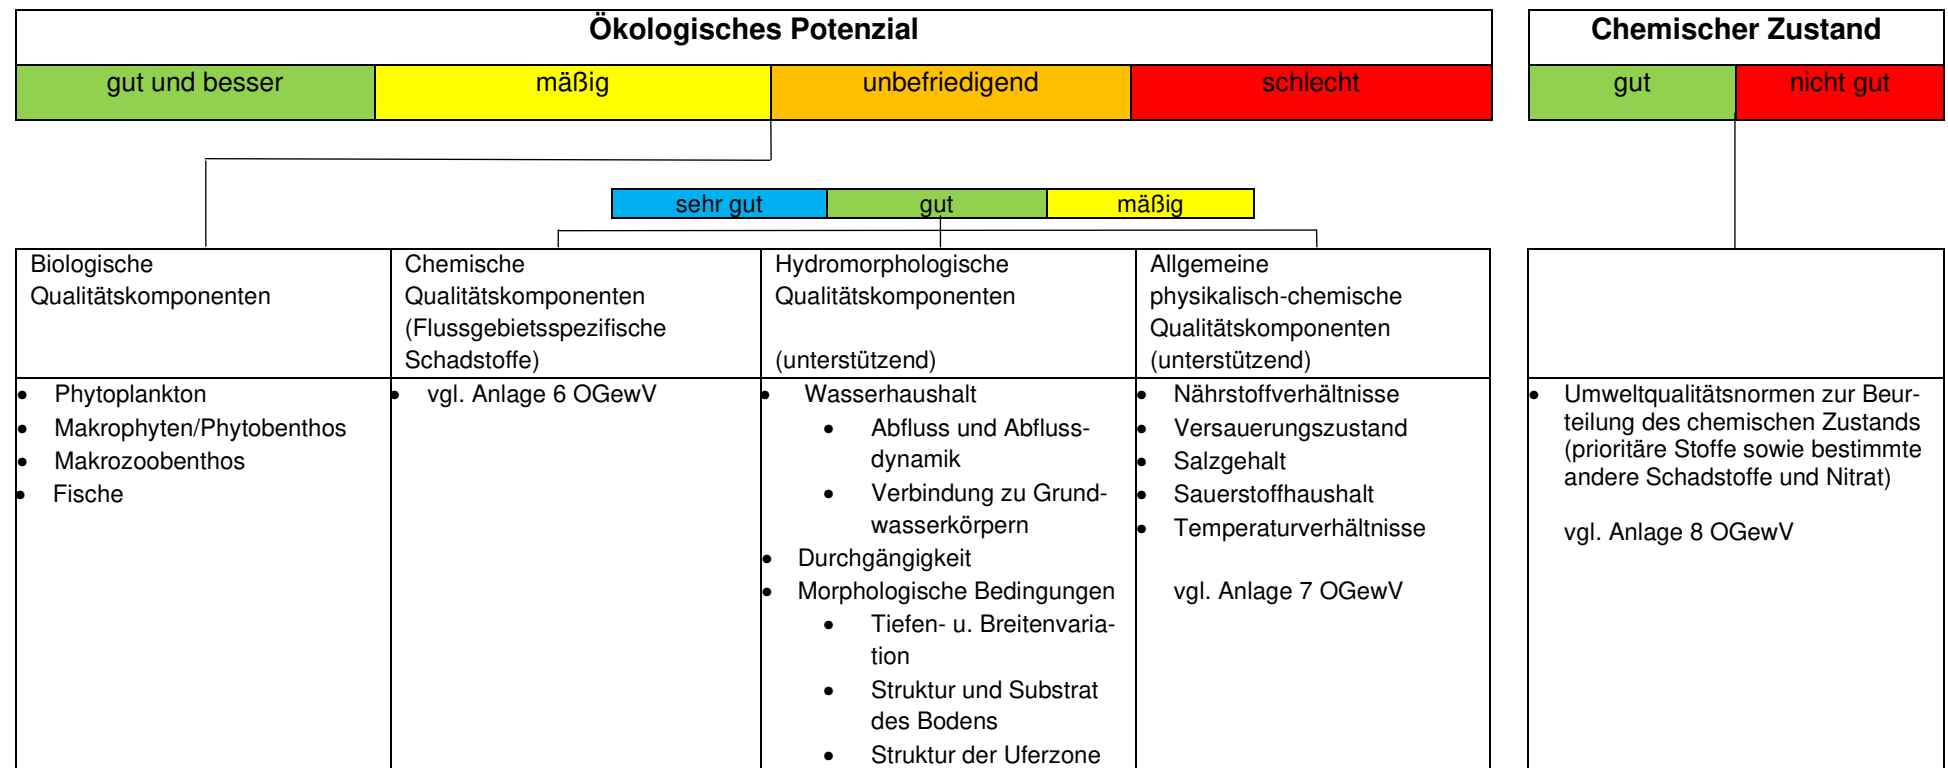 Ökologisches Potenzial
Chemischer Zustand
gut und besser
mäßig
unbefriedigend
schlecht
gut
nicht gut
sehr gut
gut
mäßig
Biologische
Qualitätskomponenten
Chemische
Qualitätskomponenten
(Flussgebietsspezifische
Schadstoffe)
Hydromorphologische
Qualitätskomponenten
(unterstützend)
Allgemeine
physikalisch-chemische
Qualitätskomponenten
(unterstützend)
• Phytoplankton
• Makrophyten/Phytobenthos
• Makrozoobenthos
• Fische
• vgl. Anlage 6 OGewV
• Wasserhaushalt
• Abfluss und Abfluss-
dynamik
• Verbindung zu Grund-
wasserkörpern
• Durchgängigkeit
• Morphologische Bedingungen
• Tiefen- u. Breitenvaria-
tion
• Struktur und Substrat
des Bodens
• Struktur der Uferzone
• Nährstoffverhältnisse
• Versauerungszustand
• Salzgehalt
• Sauerstoffhaushalt
• Temperaturverhältnisse
vgl. Anlage 7 OGewV
• Umweltqualitätsnormen zur Beur-
teilung des chemischen Zustands
(prioritäre Stoffe sowie bestimmte
andere Schadstoffe und Nitrat)
vgl. Anlage 8 OGewV